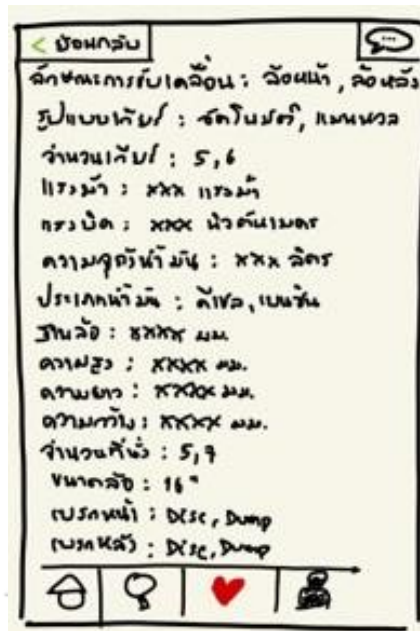 < ย้อนกลับ
ลักษณะการขับเคลื่อน : ล้อหน้า, ล้อหลัง
รูปแบบเกียร์ : อัตโนมัติ, แมนนวล
จำนวนเกียร์ : 5,6
แรงม้า : xxx แรงม้า
แรงบิด : xxx นิวตันเมตร
ความจุถังน้ำมัน : xxx ลิตร
ประเภทน้ำมัน : ดีเซล, เบนซิน
ฐานล้อ : xxxx มม.
ความสูง : xxxx มม.
ความยาว : xxxx มม.
ความกว้าง : xxxx มม.
จำนวนที่นั่ง : 5,7
ขนาดล้อ : 16"
เบรกหน้า : Disc, Dump
เบรกหลัง : Disc, Dump